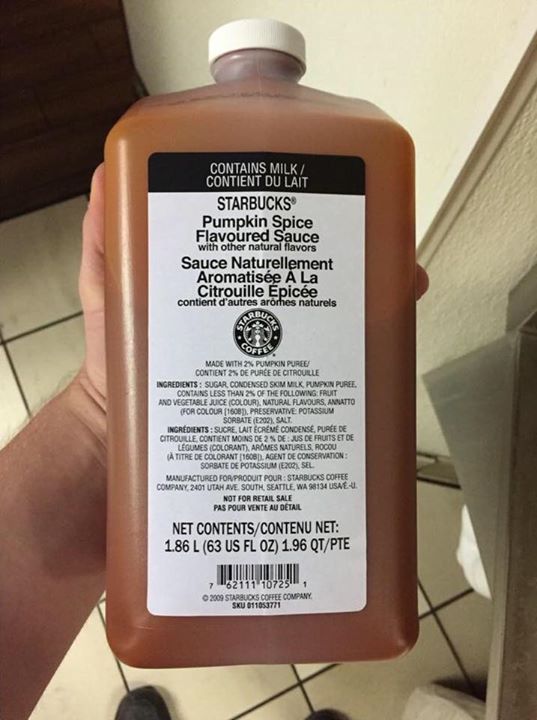 CONTAINS MILK /
CONTIENT DU LAIT
STARBUCKS®
Pumpkin Spice
Flavoured Sauce
with other natural flavors
Sauce Naturellement
Aromatisée À La
Citrouille Épicée
contient d'autres arômes naturels
STARBUCKS
COFFEE
MADE WITH 2% PUMPKIN PUREE/
CONTIENT 2% DE PURÉE DE CITROUILLE
INGREDIENTS : SUGAR, CONDENSED SKIM MILK, PUMPKIN PUREE,
CONTAINS LESS THAN 2% OF THE FOLLOWING: FRUIT
AND VEGETABLE JUICE (COLOUR), NATURAL FLAVOURS, ANNATTO
(FOR COLOUR [160B]), PRESERVATIVE: POTASSIUM
SORBATE (E202), SALT.
INGRÉDIENTS : SUCRE, LAIT ÉCRÉMÉ CONDENSÉ, PURÉE DE
CITROUILLE, CONTIENT MOINS DE 2 % DE : JUS DE FRUITS ET DE
LÉGUMES (COLORANT), ARÔMES NATURELS, ROCOU
(À TITRE DE COLORANT [160B]), AGENT DE CONSERVATION :
SORBATE DE POTASSIUM (E202), SEL.
MANUFACTURED FOR/PRODUIT POUR : STARBUCKS COFFEE
COMPANY, 2401 UTAH AVE. SOUTH, SEATTLE, WA 98134 USA/É.-U.
NOT FOR RETAIL SALE
PAS POUR VENTE AU DÉTAIL
NET CONTENTS/CONTENU NET:
1.86 L (63 US FL OZ) 1.96 QT/PTE
7 62111 10725 1
© 2009 STARBUCKS COFFEE COMPANY.
SKU 011053771